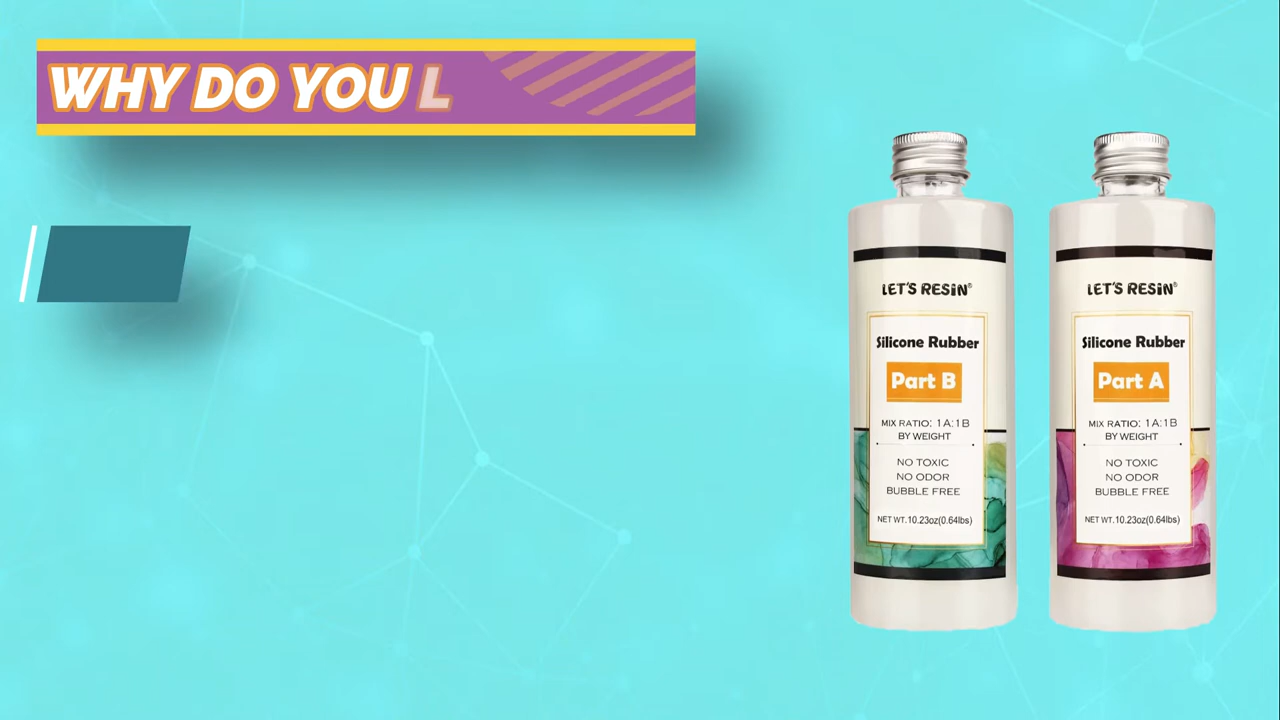 WHY DO YOU L
LET'S RESIN®
Silicone Rubber
Part B
MIX RATIO: 1A:1B
BY WEIGHT
NO TOXIC
NO ODOR
BUBBLE FREE
NET WT.10.23oz(0.64lbs)
LET'S RESIN®
Silicone Rubber
Part A
MIX RATIO: 1A:1B
BY WEIGHT
NO TOXIC
NO ODOR
BUBBLE FREE
NET WT.10.23oz(0.64lbs)